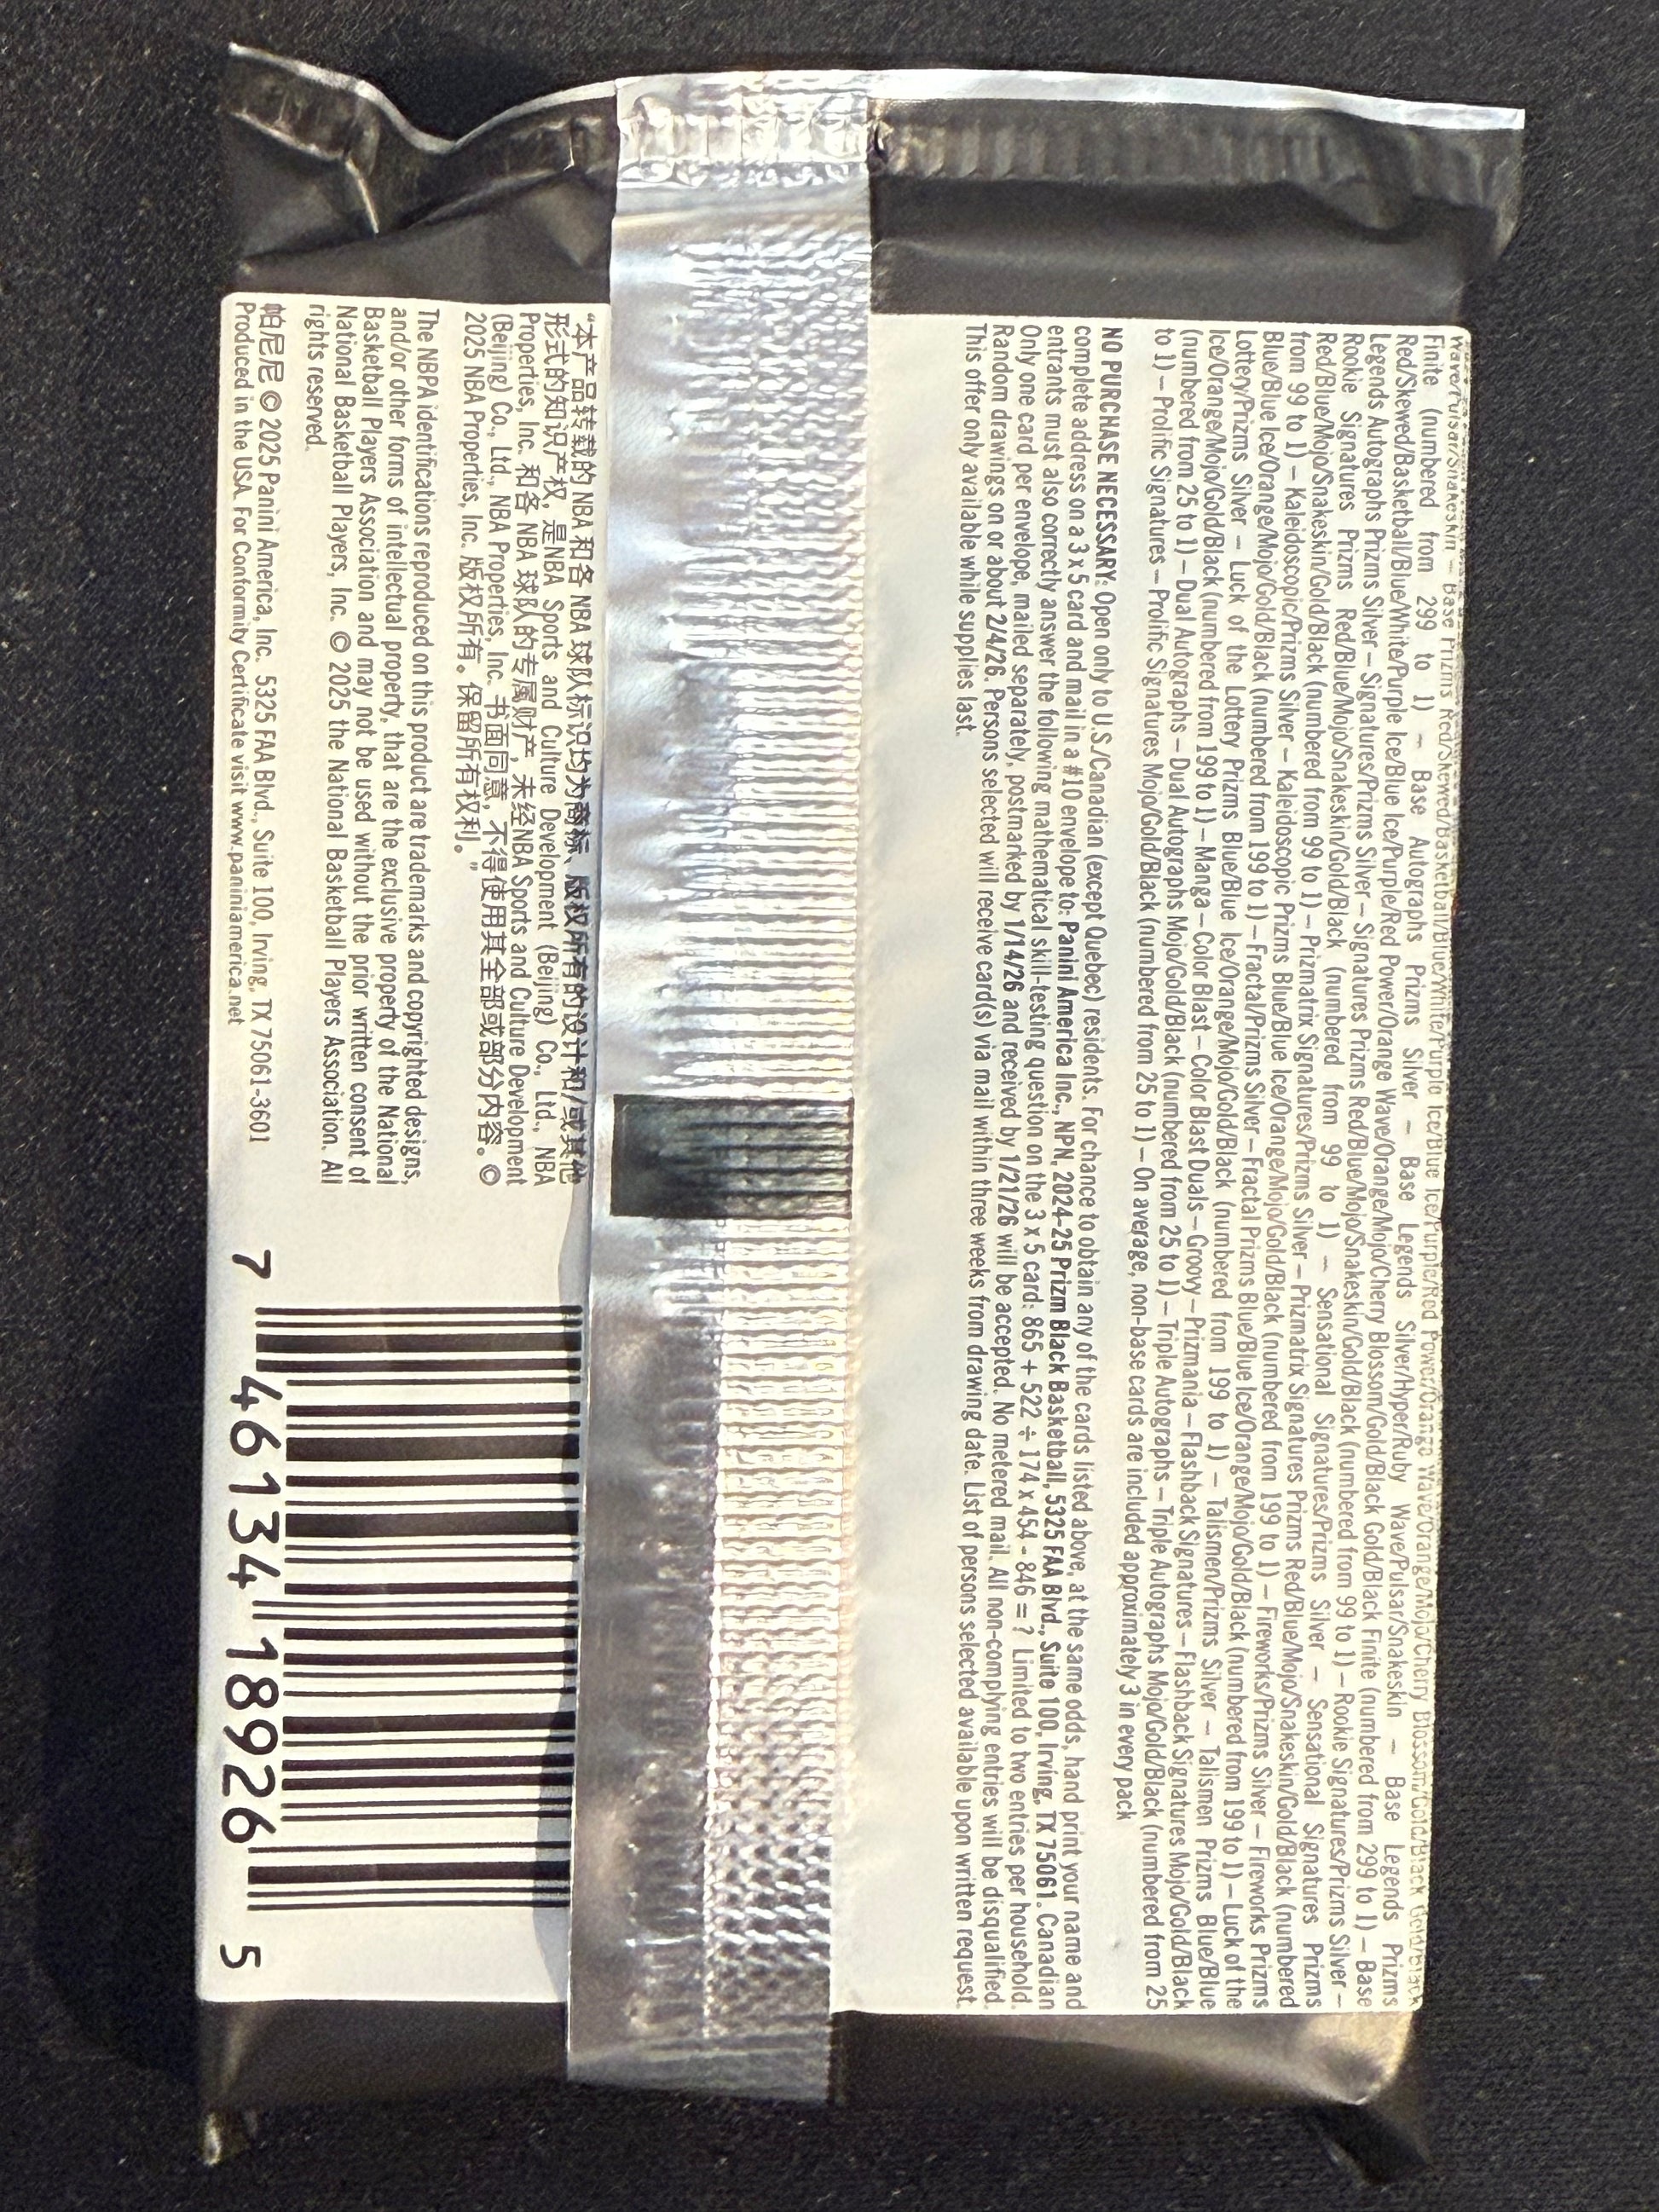 Wave/Pulsar/Snakeskin – Base Prizms Red/Skewed/Basketball/Blue/White/Purple Ice/Blue Ice/Purple/Red Power/Orange Wave/Orange/Mojo/Cherry Blossom/Gold/Black Gold/Black
Finite (numbered from 299 to 1) – Base Autographs Prizms Silver – Base Legends Silver/Hyper/Ruby Wave/Pulsar/Snakeskin – Base Legends Prizms
Red/Skewed/Basketball/Blue/White/Purple Ice/Blue Ice/Purple/Red Power/Orange Wave/Orange/Mojo/Cherry Blossom/Gold/Black Gold/Black Finite (numbered from 299 to 1) – Base
Legends Autographs Prizms Silver – Signatures/Prizms Silver – Signatures Prizms Red/Blue/Mojo/Snakeskin/Gold/Black (numbered from 99 to 1) – Rookie Signatures/Prizms Silver –
Rookie Signatures Prizms Red/Blue/Mojo/Snakeskin/Gold/Black (numbered from 99 to 1) – Sensational Signatures/Prizms Silver – Sensational Signatures Prizms
Red/Blue/Mojo/Snakeskin/Gold/Black (numbered from 99 to 1) – Prizmatrix Signatures/Prizms Silver – Prizmatrix Signatures Prizms Red/Blue/Mojo/Snakeskin/Gold/Black (numbered
from 99 to 1) – Kaleidoscopic/Prizms Silver – Kaleidoscopic Prizms Blue/Blue Ice/Orange/Mojo/Gold/Black (numbered from 199 to 1) – Fireworks/Prizms Silver – Fireworks Prizms
Blue/Blue Ice/Orange/Mojo/Gold/Black (numbered from 199 to 1) – Fractal/Prizms Silver – Fractal Prizms Blue/Blue Ice/Orange/Mojo/Gold/Black (numbered from 199 to 1) – Luck of the
Lottery/Prizms Silver – Luck of the Lottery Prizms Blue/Blue Ice/Orange/Mojo/Gold/Black (numbered from 199 to 1) – Talismen/Prizms Silver – Talismen Prizms Blue/Blue
Ice/Orange/Mojo/Gold/Black (numbered from 199 to 1) – Manga – Color Blast – Color Blast Duals – Groovy – Prizmania – Flashback Signatures – Flashback Signatures Mojo/Gold/Black
(numbered from 25 to 1) – Dual Autographs – Dual Autographs Mojo/Gold/Black (numbered from 25 to 1) – Triple Autographs – Triple Autographs Mojo/Gold/Black (numbered from 25
to 1) – Prolific Signatures – Prolific Signatures Mojo/Gold/Black (numbered from 25 to 1) – On average, non-base cards are included approximately 3 in every pack
NO PURCHASE NECESSARY: Open only to U.S./Canadian (except Quebec) residents. For chance to obtain any of the cards listed above, at the same odds, hand print your name and
complete address on a 3 x 5 card and mail in a #10 envelope to: Panini America Inc., NPN, 2024-25 Prizm Black Basketball, 5325 FAA Blvd., Suite 100, Irving, TX 75061. Canadian
entrants must also correctly answer the following mathematical skill-testing question on the 3 x 5 card: 865 + 522 ÷ 174 x 454 - 846 = ? Limited to two entries per household.
Only one card per envelope, mailed separately, postmarked by 1/14/26 and received by 1/21/26 will be accepted. No metered mail. All non-complying entries will be disqualified.
Random drawings on or about 2/4/26. Persons selected will receive card(s) via mail within three weeks from drawing date. List of persons selected available upon written request.
This offer only available while supplies last.
“本产品转载的 NBA 和各 NBA 球队标识均为商标、版权所有的设计和/或其他
形式的知识产权, 是NBA Sports and Culture Development (Beijing) Co., Ltd., NBA
Properties, Inc. 和各 NBA 球队的专属财产, 未经NBA Sports and Culture Development
(Beijing) Co., Ltd., NBA Properties, Inc. 书面同意, 不得使用其全部或部分内容。©
2025 NBA Properties, Inc. 版权所有。保留所有权利。”
The NBPA identifications reproduced on this product are trademarks and copyrighted designs,
and/or other forms of intellectual property, that are the exclusive property of the National
Basketball Players Association and may not be used without the prior written consent of
National Basketball Players, Inc. © 2025 the National Basketball Players Association. All
rights reserved.
帕尼尼 © 2025 Panini America, Inc. 5325 FAA Blvd., Suite 100, Irving, TX 75061-3601
Produced in the USA. For Conformity Certificate visit www.paniniamerica.net
7 46134 18926 5